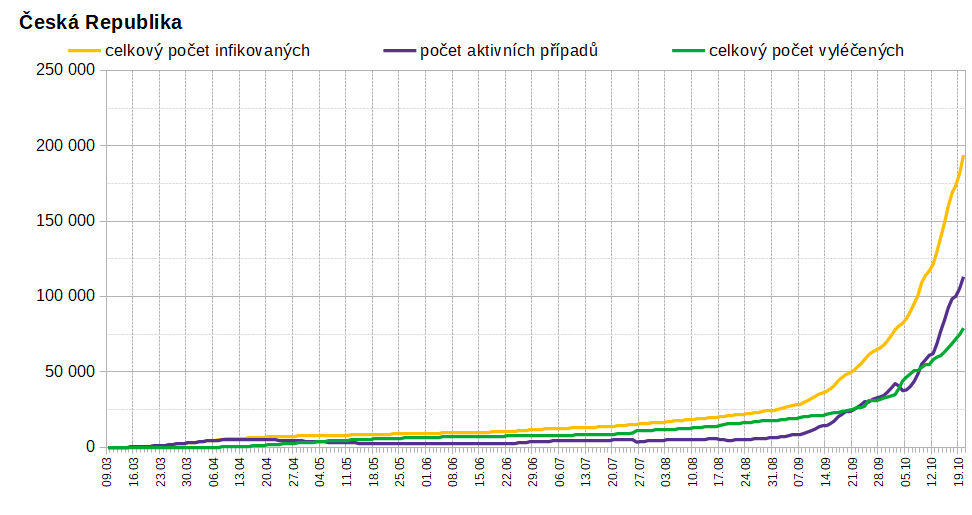 Česká Republika
celkový počet infikovaných počet aktivních případů celkový počet vyléčených
250 000
200 000
150 000
100 000
50 000
0
09.03 16.03 23.03 30.03 06.04 13.04 20.04 27.04 04.05 11.05 18.05 25.05 01.06 08.06 15.06 22.06 29.06 06.07 13.07 20.07 27.07 03.08 10.08 17.08 24.08 31.08 07.09 14.09 21.09 28.09 05.10 12.10 19.10